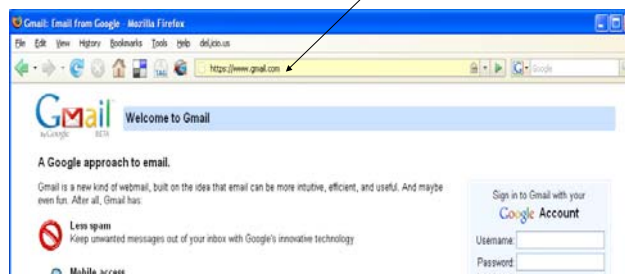 Gmail: Email from Google - Mozilla Firefox
File Edit View History Bookmarks Tools Help del.icio.us
https://www.gmail.com
Google
Gmail
by Google BETA
Welcome to Gmail
A Google approach to email.
Gmail is a new kind of webmail, built on the idea that email can be more intuitive, efficient, and useful. And maybe
even fun. After all, Gmail has:
Less spam
Keep unwanted messages out of your inbox with Google's innovative technology
Mobile access
Sign in to Gmail with your
Google Account
Username:
Password: